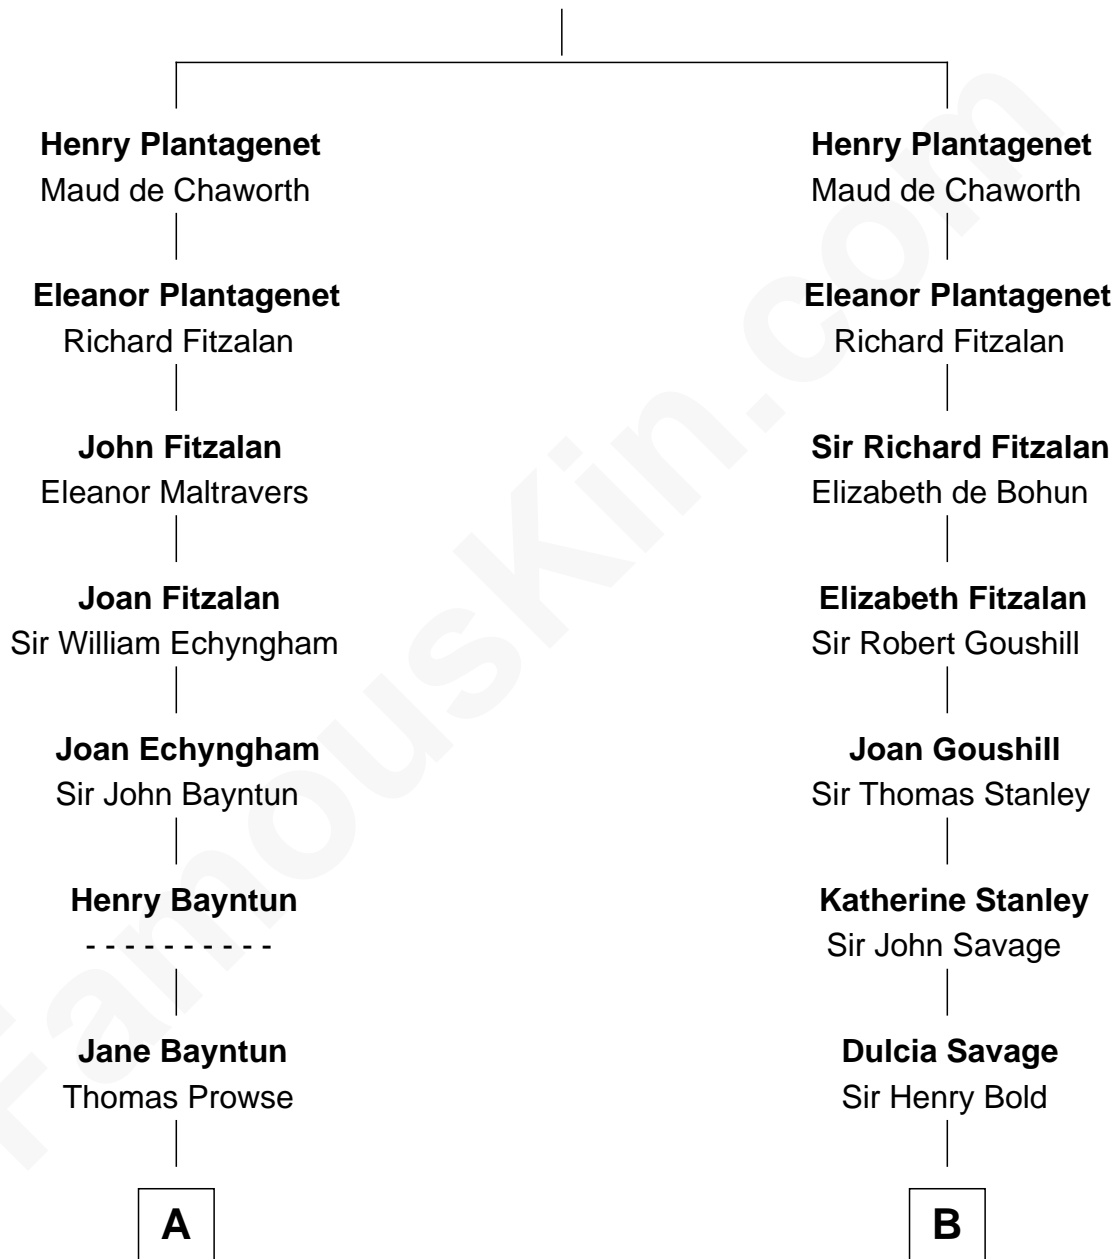 Henry Plantagenet
Maud de Chaworth
Eleanor Plantagenet
Richard Fitzalan
John Fitzalan
Eleanor Maltravers
Joan Fitzalan
Sir William Echyngham
Joan Echyngham
Sir John Bayntun
Henry Bayntun
- - - - - - - - - -
Jane Bayntun
Thomas Prowse
A
Henry Plantagenet
Maud de Chaworth
Eleanor Plantagenet
Richard Fitzalan
Sir Richard Fitzalan
Elizabeth de Bohun
Elizabeth Fitzalan
Sir Robert Goushill
Joan Goushill
Sir Thomas Stanley
Katherine Stanley
Sir John Savage
Dulcia Savage
Sir Henry Bold
B
FamousKin.com